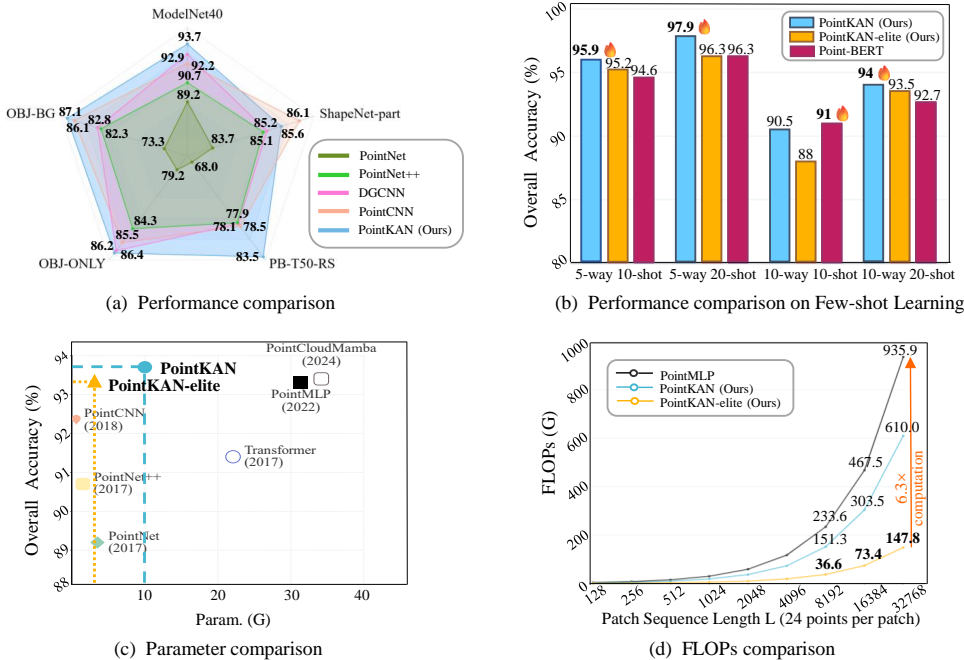 ModelNet40
93.7
92.9
92.2
90.7
89.2
OBJ-BG
87.1
86.1
82.8
82.3
73.3
ShapeNet-part
86.1
85.6
85.2
85.1
83.7
79.2
68.0
84.3
85.5
86.2
86.4
OBJ-ONLY
77.9
78.1
78.5
83.5
PB-T50-RS
PointNet
PointNet++
DGCNN
PointCNN
PointKAN (Ours)
(a) Performance comparison
Overall Accuracy (%)
100
95
90
85
80
PointKAN (Ours)
PointKAN-elite (Ours)
Point-BERT
95.9
95.2
94.6
97.9
96.3
96.3
90.5
88
91
94
93.5
92.7
5-way 10-shot
5-way 20-shot
10-way 10-shot
10-way 20-shot
(b) Performance comparison on Few-shot Learning
Overall Accuracy (%)
94
93
92
91
90
89
88
PointKAN
PointKAN-elite
PointCloudMamba
(2024)
PointMLP
(2022)
PointCNN
(2018)
Transformer
(2017)
PointNet++
(2017)
PointNet
(2017)
10
20
30
40
Param. (G)
(c) Parameter comparison
FLOPs (G)
1000
800
600
400
200
0
PointMLP
PointKAN (Ours)
PointKAN-elite (Ours)
935.9
610.0
467.5
303.5
233.6
151.3
147.8
73.4
36.6
6.3×
computation
128
256
512
1024
2048
4096
8192
16384
32768
Patch Sequence Length L (24 points per patch)
(d) FLOPs comparison